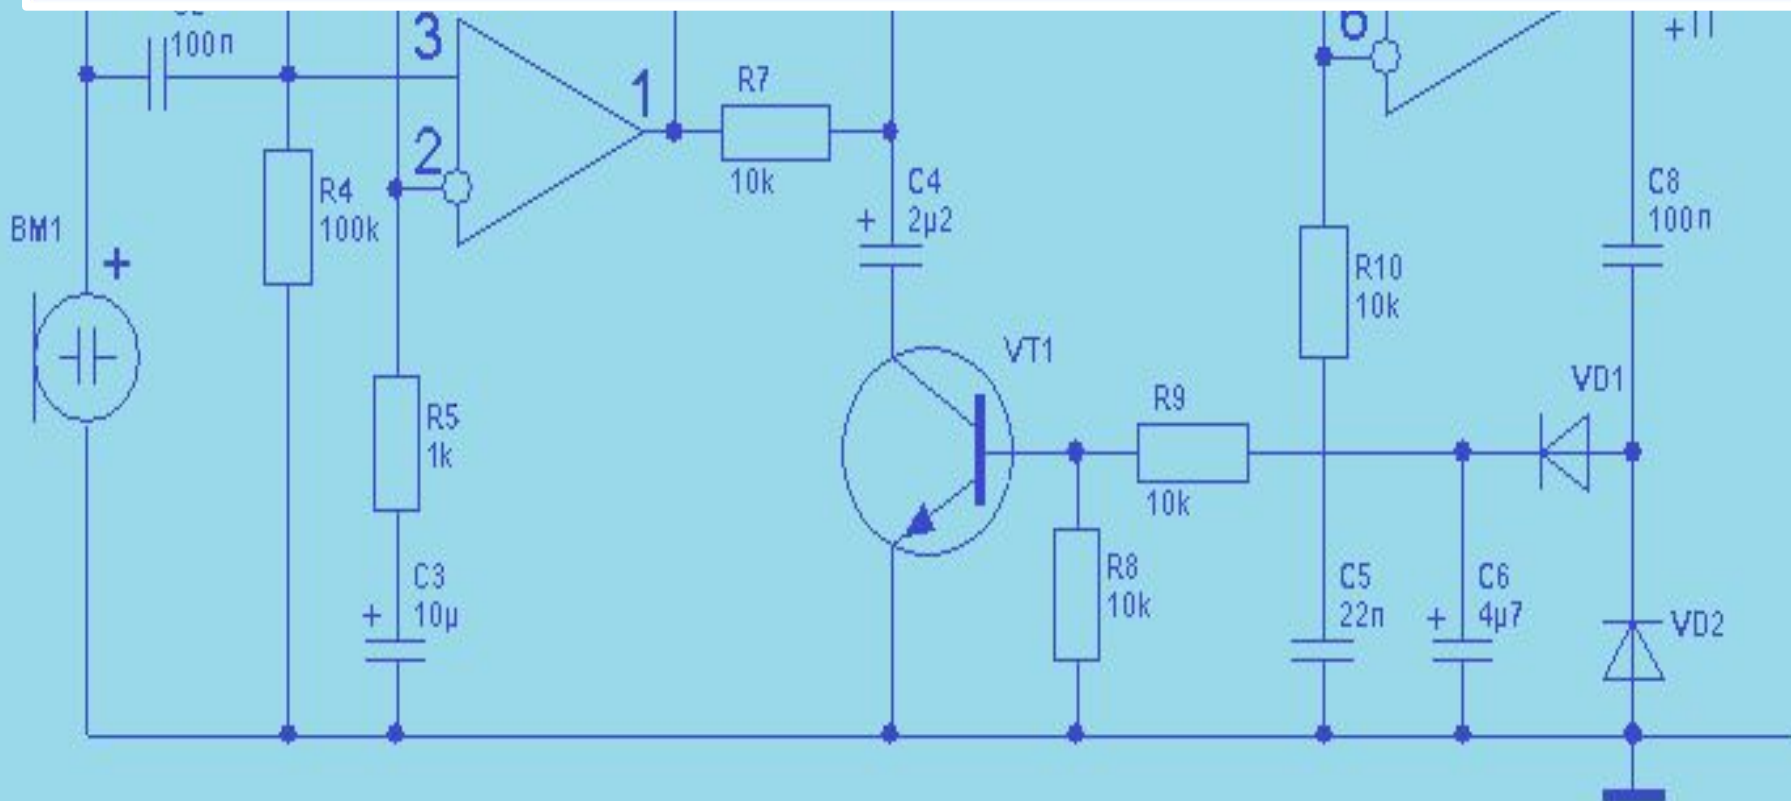 100n
3
6
1
R7
2
10k
R4
100k
C4
+
2µ2
C8
100n
BM1
+
R10
10k
VT1
VD1
R9
R5
1k
10k
C3
+
10µ
R8
10k
C5
22n
C6
+
4µ7
VD2